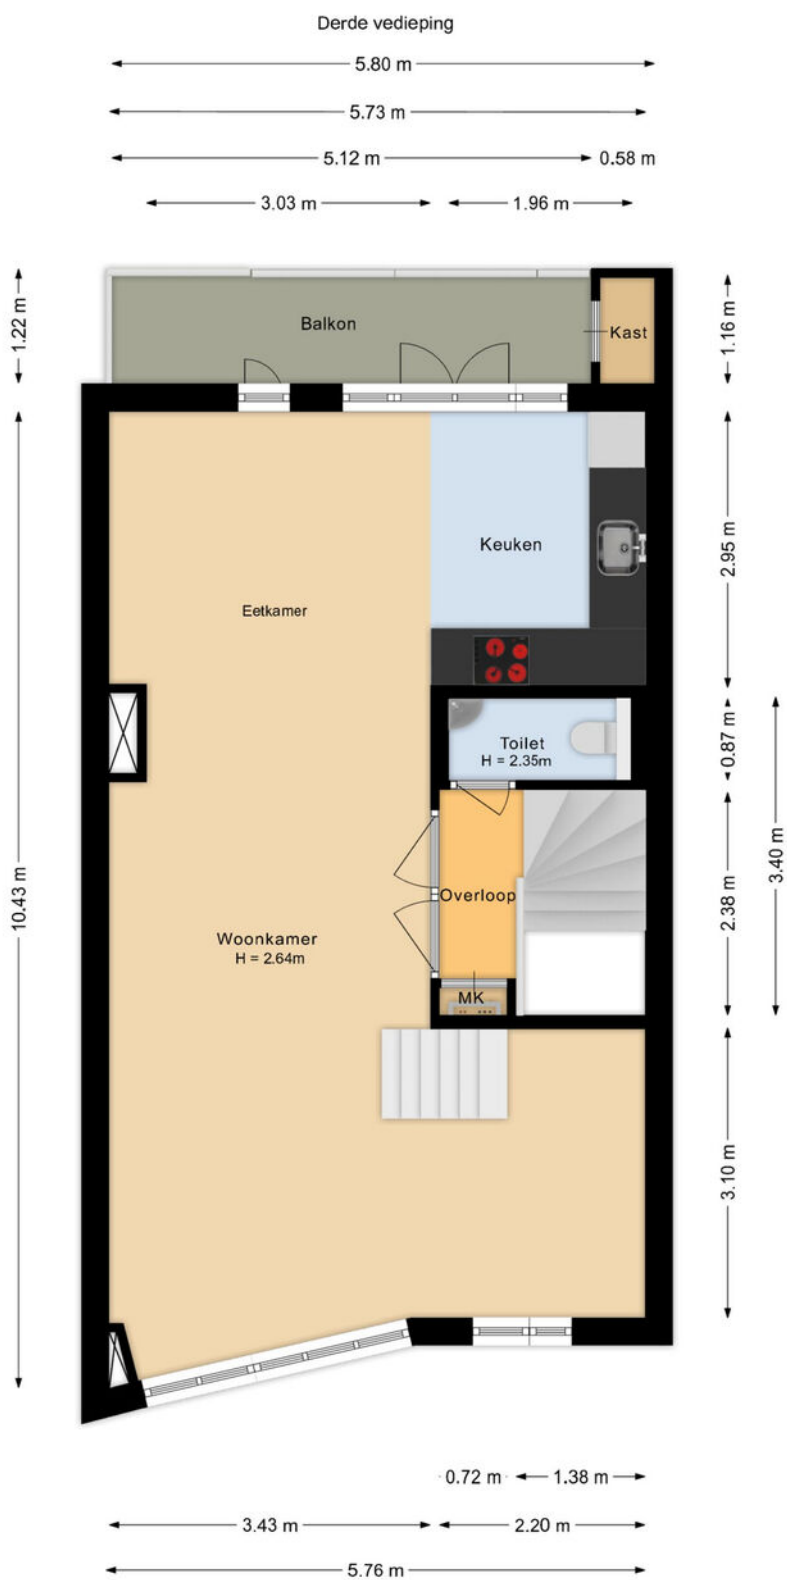 Derde vedieping
5.80 m
5.73 m
5.12 m
0.58 m
3.03 m
1.96 m
1.22 m
1.16 m
Balkon
Kast
Keuken
2.95 m
Eetkamer
Toilet
H = 2.35m
0.87 m
3.40 m
10.43 m
Overloop
2.38 m
Woonkamer
H = 2.64m
MK
3.10 m
0.72 m
1.38 m
3.43 m
2.20 m
5.76 m